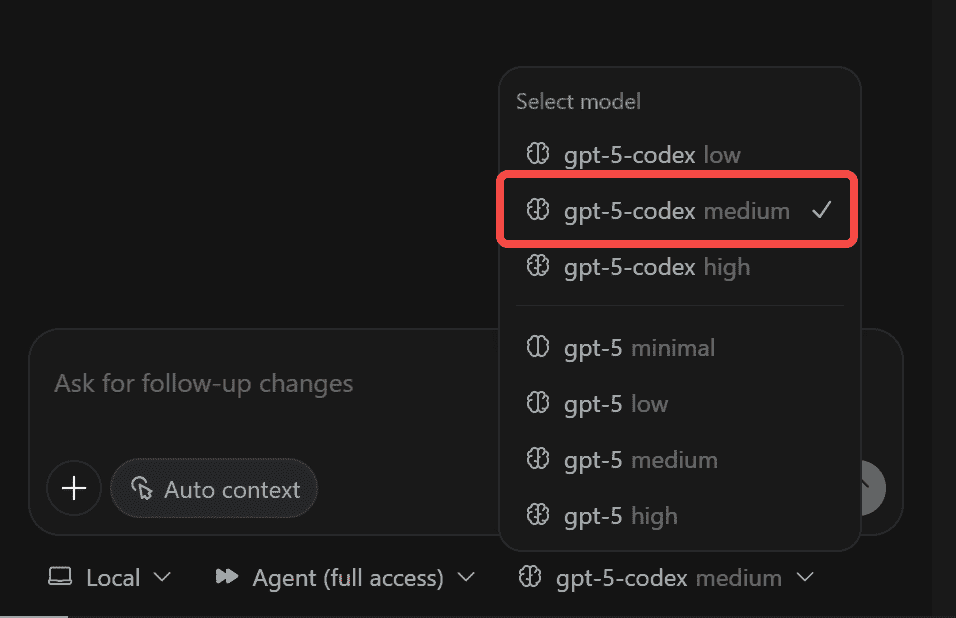 Select model
gpt-5-codex low
gpt-5-codex medium
gpt-5-codex high
gpt-5 minimal
gpt-5 low
gpt-5 medium
gpt-5 high
Ask for follow-up changes
Auto context
Local
Agent (full access)
gpt-5-codex medium